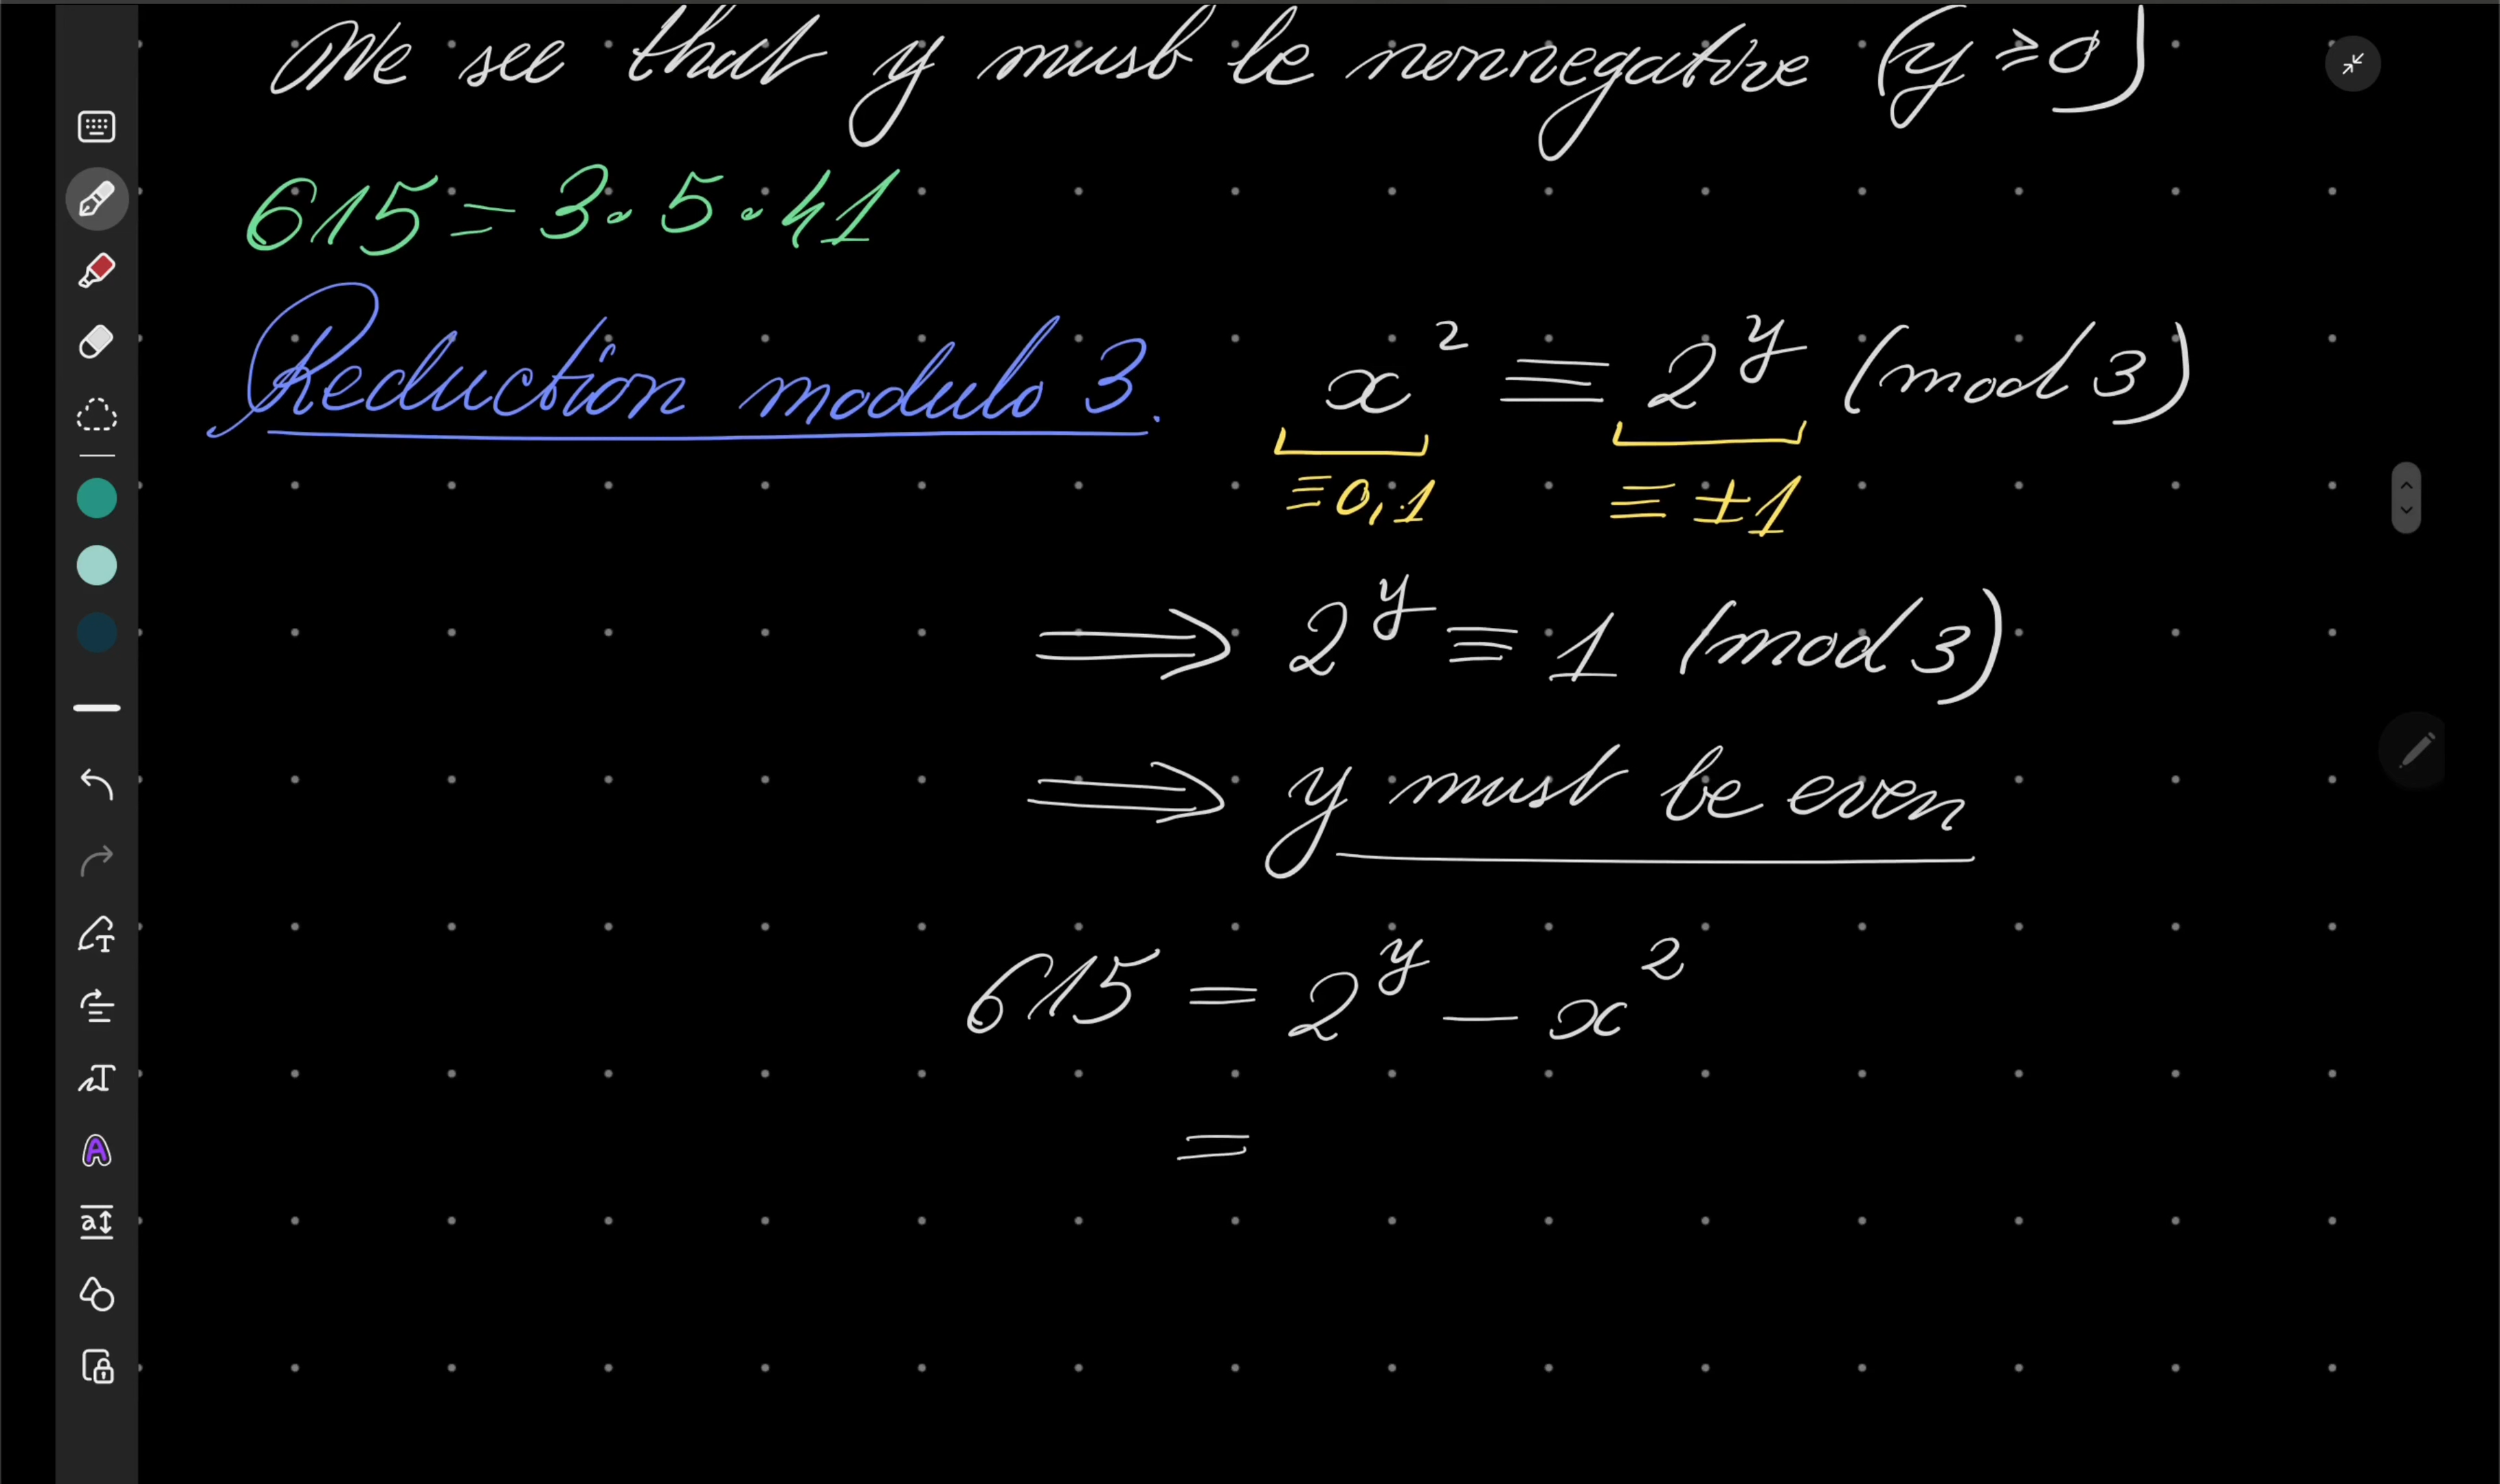 We see that y must be nonnegative (y ≥ 0)
615 = 3 · 5 · 41
Reduction modulo 3. x² ≡ 2^y (mod 3)
≡ 0, 1 ≡ ±1
⟹ 2^y ≡ 1 (mod 3)
⟹ y must be even
615 = 2^y − x²
=